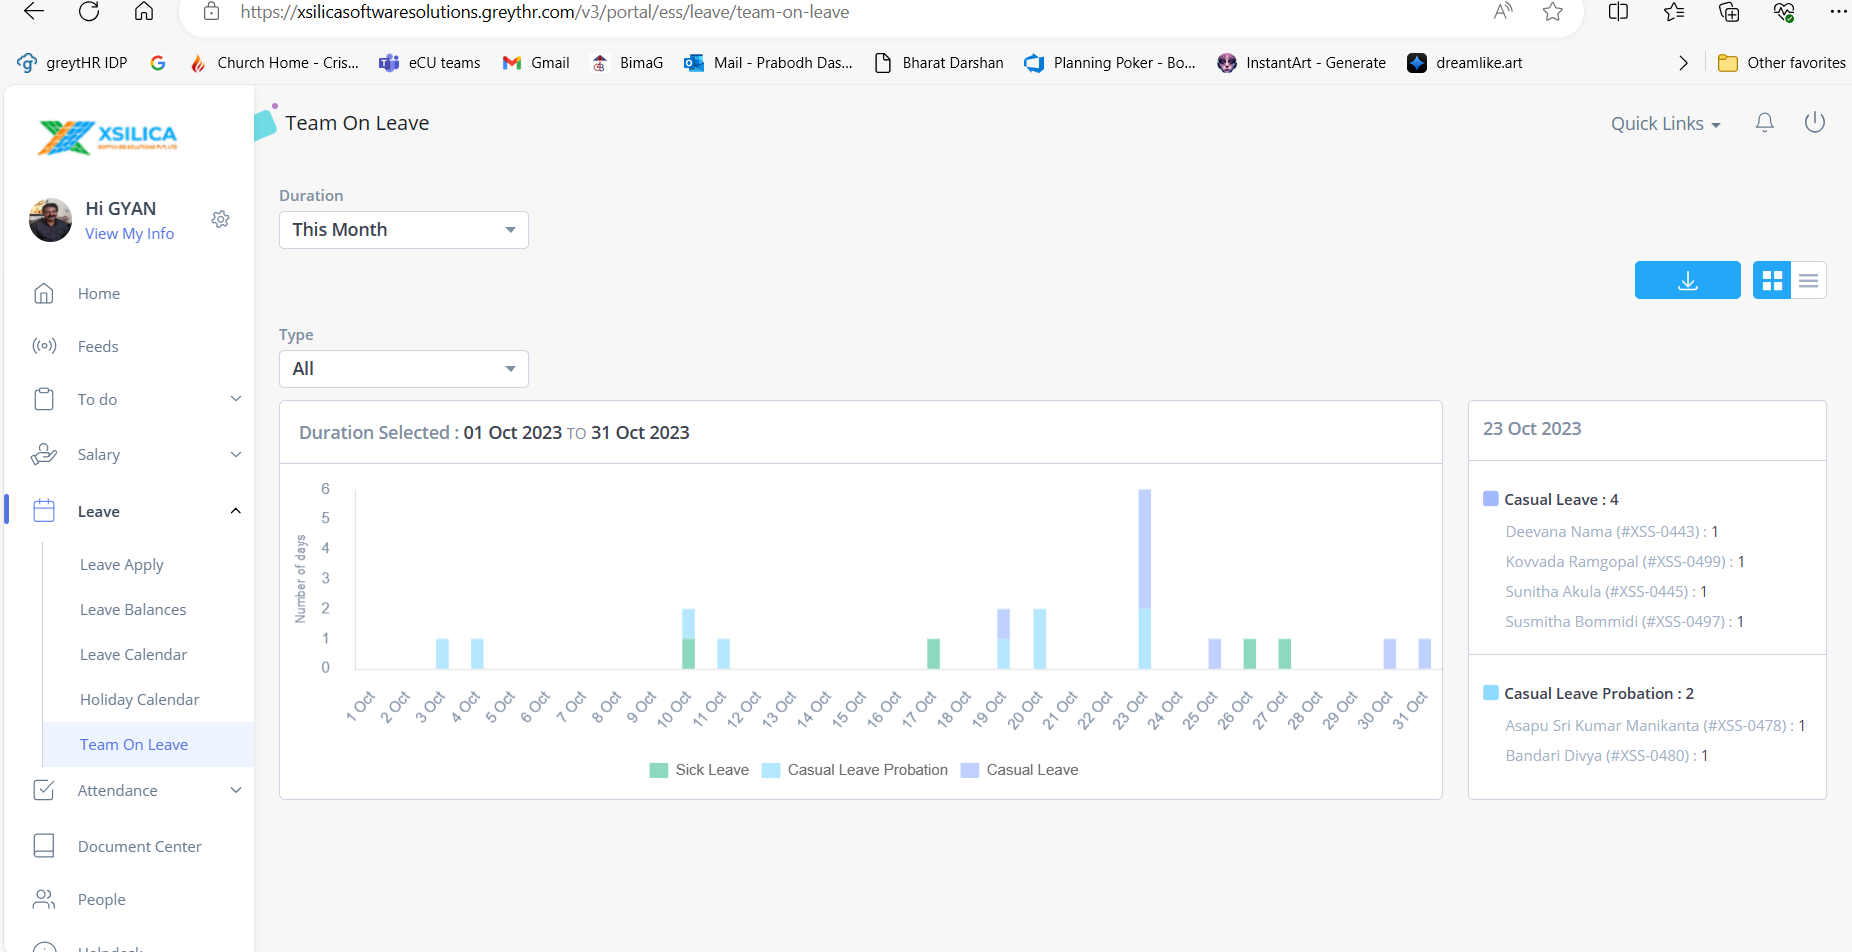 https://xsilicasoftwaresolutions.greythr.com/v3/portal/ess/leave/team-on-leave
greytHR IDP
Church Home - Cris...
eCU teams
Gmail
BimaG
Mail - Prabodh Das...
Bharat Darshan
Planning Poker - Bo...
InstantArt - Generate
dreamlike.art
Other favorites
XSILICA
SOFTWARE SOLUTIONS PVT LTD
Team On Leave
Quick Links
Hi GYAN
View My Info
Home
Feeds
To do
Salary
Leave
Leave Apply
Leave Balances
Leave Calendar
Holiday Calendar
Team On Leave
Attendance
Document Center
People
Helpdesk
Duration
This Month
Type
All
Duration Selected : 01 Oct 2023 TO 31 Oct 2023
Number of days
6
5
4
3
2
1
0
1 Oct
2 Oct
3 Oct
4 Oct
5 Oct
6 Oct
7 Oct
8 Oct
9 Oct
10 Oct
11 Oct
12 Oct
13 Oct
14 Oct
15 Oct
16 Oct
17 Oct
18 Oct
19 Oct
20 Oct
21 Oct
22 Oct
23 Oct
24 Oct
25 Oct
26 Oct
27 Oct
28 Oct
29 Oct
30 Oct
31 Oct
Sick Leave
Casual Leave Probation
Casual Leave
23 Oct 2023
Casual Leave : 4
Deevana Nama (#XSS-0443) : 1
Kovvada Ramgopal (#XSS-0499) : 1
Sunitha Akula (#XSS-0445) : 1
Susmitha Bommidi (#XSS-0497) : 1
Casual Leave Probation : 2
Asapu Sri Kumar Manikanta (#XSS-0478) : 1
Bandari Divya (#XSS-0480) : 1